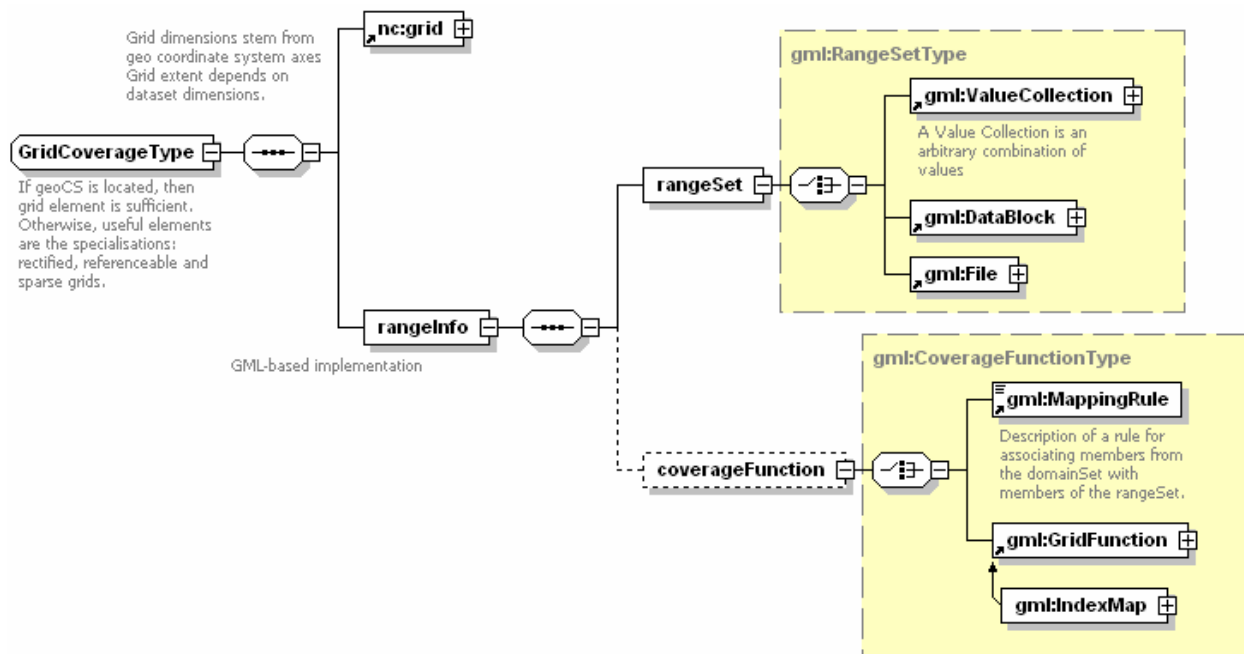 Grid dimensions stem from
geo coordinate system axes
Grid extent depends on
dataset dimensions.
nc:grid
GridCoverageType
If geoCS is located, then
grid element is sufficient.
Otherwise, useful elements
are the specialisations:
rectified, referenceable and
sparse grids.
rangeInfo
GML-based implementation
gml:RangeSetType
rangeSet
gml:ValueCollection
A Value Collection is an
arbitrary combination of
values
gml:DataBlock
gml:File
gml:CoverageFunctionType
coverageFunction
gml:MappingRule
Description of a rule for
associating members from
the domainSet with
members of the rangeSet.
gml:GridFunction
gml:IndexMap